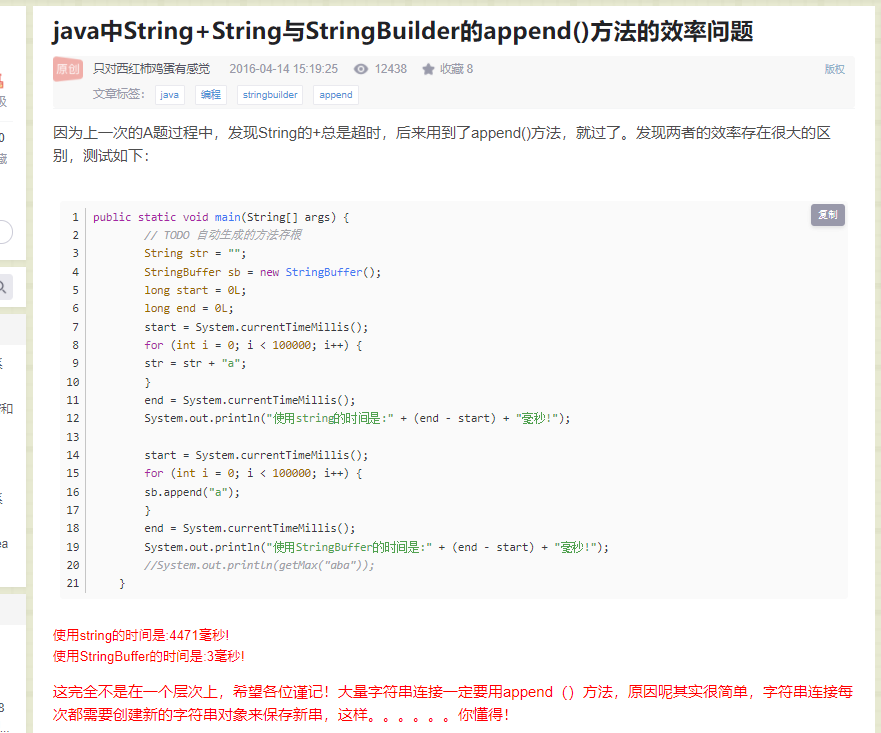 java中String+String与StringBuilder的append()方法的效率问题
原创 只对西红柿鸡蛋有感觉 2016-04-14 15:19:25 12438 收藏 8 版权
文章标签： java 编程 stringbuilder append
因为上一次的A题过程中，发现String的+总是超时，后来用到了append()方法，就过了。发现两者的效率存在很大的区
别，测试如下：
复制
1 public static void main(String[] args) {
2 // TODO 自动生成的方法存根
3 String str = "";
4 StringBuffer sb = new StringBuffer();
5 long start = 0L;
6 long end = 0L;
7 start = System.currentTimeMillis();
8 for (int i = 0; i < 100000; i++) {
9 str = str + "a";
10 }
11 end = System.currentTimeMillis();
12 System.out.println("使用string的时间是:" + (end - start) + "毫秒!");
13
14 start = System.currentTimeMillis();
15 for (int i = 0; i < 100000; i++) {
16 sb.append("a");
17 }
18 end = System.currentTimeMillis();
19 System.out.println("使用StringBuffer的时间是:" + (end - start) + "毫秒!");
20 //System.out.println(getMax("aba"));
21 }
使用string的时间是:4471毫秒!
使用StringBuffer的时间是:3毫秒!
这完全不是在一个层次上，希望各位谨记！大量字符串连接一定要用append（）方法，原因呢其实很简单，字符串连接每
次都需要创建新的字符串对象来保存新串，这样。。。。。。你懂得！